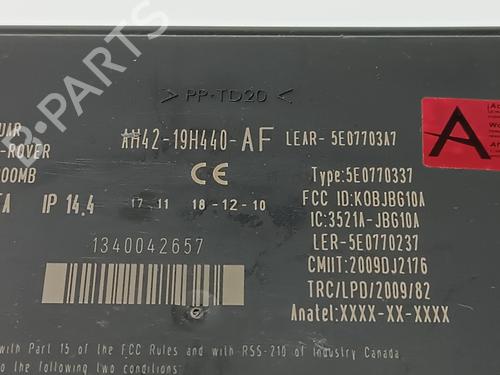 > PP-TD20 <
UAR AH42-19H440-AF LEAR-5E07703A7
-ROVER
00MB CE Type:5E0770337
FCC ID:KOBJBG10A
TA IP 14.4 17.11 18-12-10 IC:3521A-JBG10A
1340042657 LER-5E0770237
CMIIT:2009DJ2176
TRC/LPD/2009/82
Anatel:XXXX-XX-XXXX
with Part 15 of the FCC Rules and with RSS-210 of Industry Canada.
to the following two conditions:
A
B-Parts